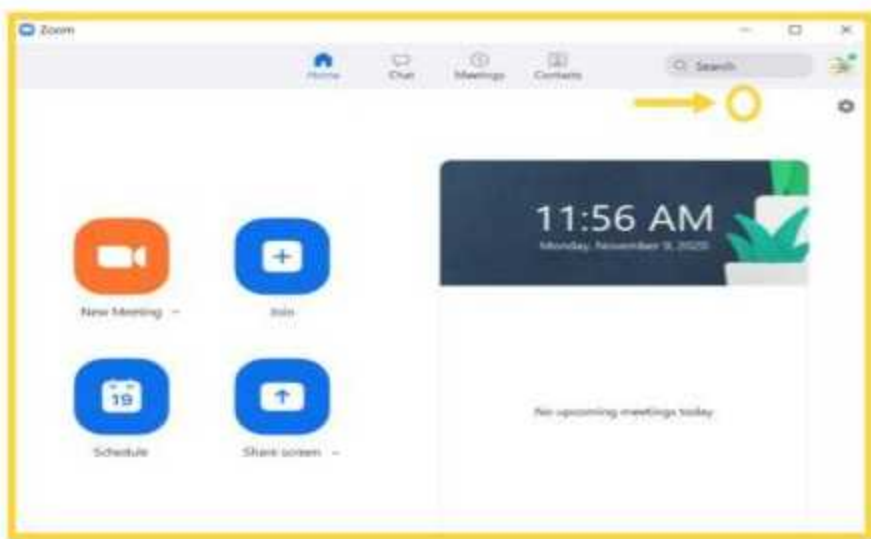 Zoom
Home Chat Meetings Contacts Search
11:56 AM
Monday, November 9, 2020
New Meeting Join
No upcoming meetings today
19
Schedule Share screen